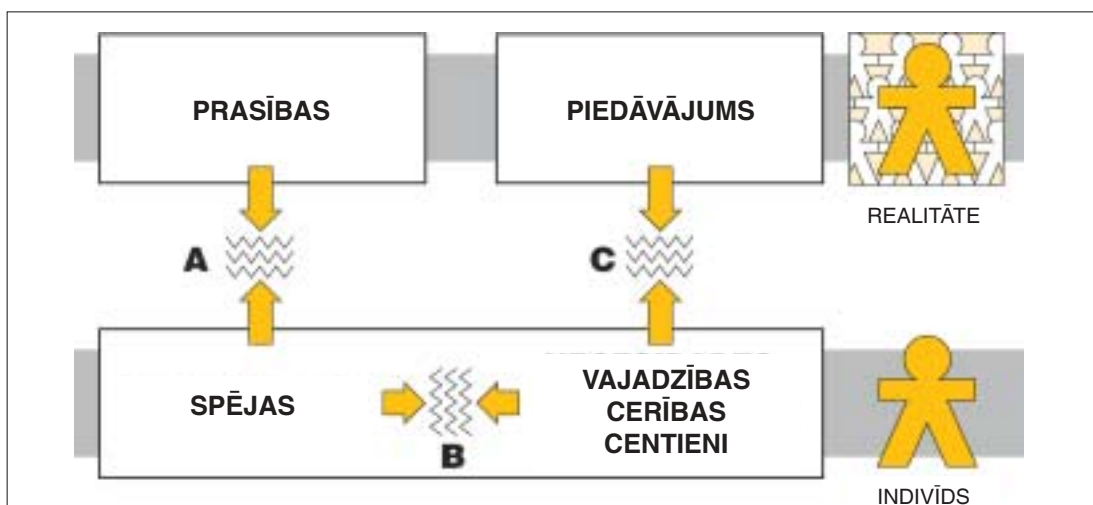 PRASĪBAS
PIEDĀVĀJUMS
REALITĀTE
A
C
SPĒJAS
B
VAJADZĪBAS
CERĪBAS
CENTIENI
INDIVĪDS